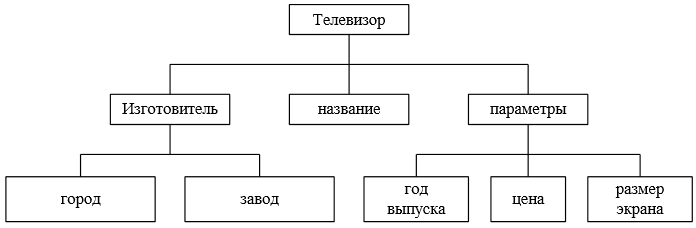 Телевизор
Изготовитель
название
параметры
город
завод
год
выпуска
цена
размер
экрана